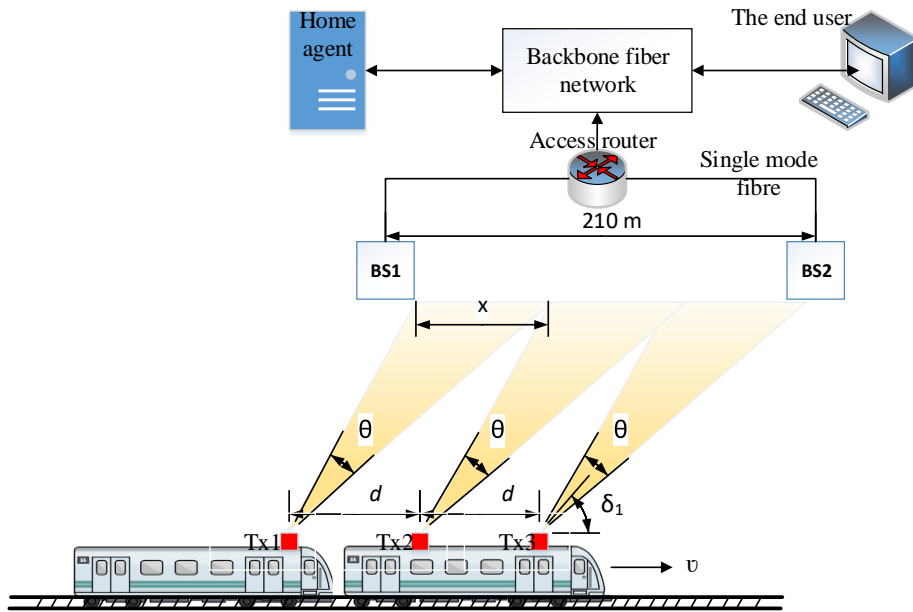 Home
agent
Backbone fiber
network
The end user
Access router
Single mode
fibre
210 m
BS1
BS2
x
θ
θ
θ
d
d
δ1
Tx1
Tx2
Tx3
υ